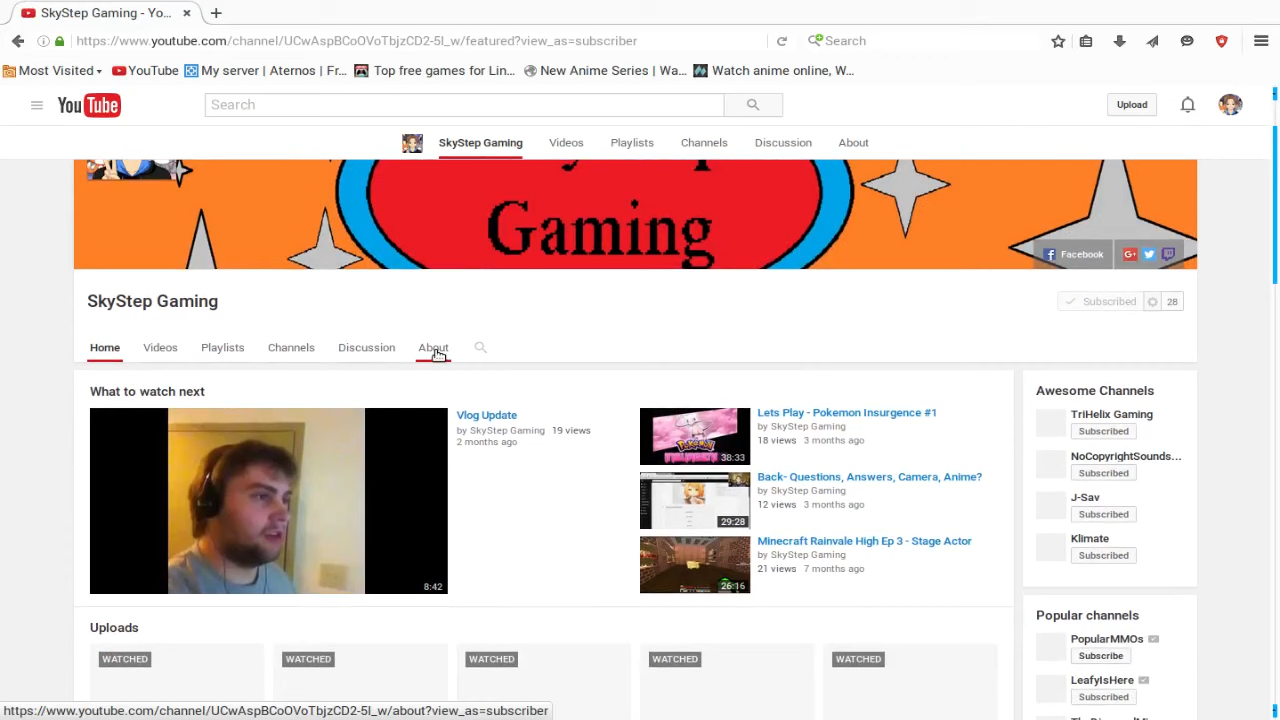 SkyStep Gaming - Yo...
https://www.youtube.com/channel/UCwAspBCoOVoTbjzCD2-5l_w/featured?view_as=subscriber
Search
Most Visited
YouTube
My server | Aternos | Fr...
Top free games for Lin...
New Anime Series | Wa...
Watch anime online, W...
YouTube
Search
Upload
SkyStep Gaming
Videos
Playlists
Channels
Discussion
About
Gaming
Facebook
SkyStep Gaming
Subscribed
28
Home
Videos
Playlists
Channels
Discussion
About
What to watch next
8:42
Vlog Update
by SkyStep Gaming 19 views
2 months ago
38:33
Lets Play - Pokemon Insurgence #1
by SkyStep Gaming
18 views 3 months ago
29:28
Back- Questions, Answers, Camera, Anime?
by SkyStep Gaming
12 views 3 months ago
26:16
Minecraft Rainvale High Ep 3 - Stage Actor
by SkyStep Gaming
21 views 7 months ago
Awesome Channels
TriHelix Gaming
Subscribed
NoCopyrightSounds...
Subscribed
J-Sav
Subscribed
Klimate
Subscribed
Popular channels
PopularMMOs
Subscribe
LeafyIsHere
Subscribed
Uploads
WATCHED
WATCHED
WATCHED
WATCHED
WATCHED
https://www.youtube.com/channel/UCwAspBCoOVoTbjzCD2-5l_w/about?view_as=subscriber